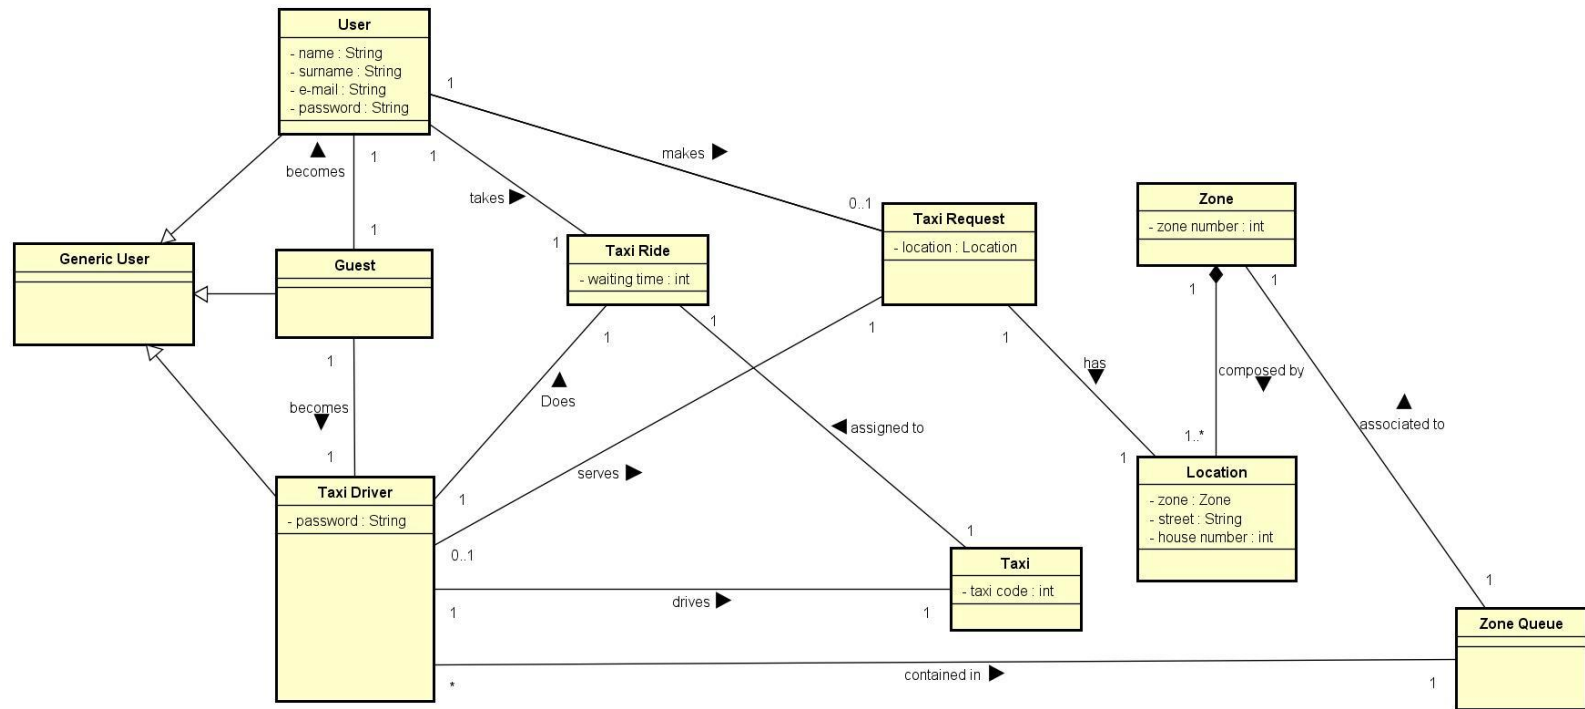 User
- name : String
- surname : String
- e-mail : String
- password : String
1
1
1
becomes
makes
takes
0..1
1
1
Generic User
Guest
Taxi Ride
- waiting time : int
Taxi Request
- location : Location
Zone
- zone number : int
1
1
1
1
1
1
1
becomes
Does
has
composed by
assigned to
associated to
1
1
serves
1
1..*
Taxi Driver
- password : String
1
0..1
Location
- zone : Zone
- street : String
- house number : int
1
Taxi
- taxi code : int
drives
1
1
1
Zone Queue
contained in
*
1